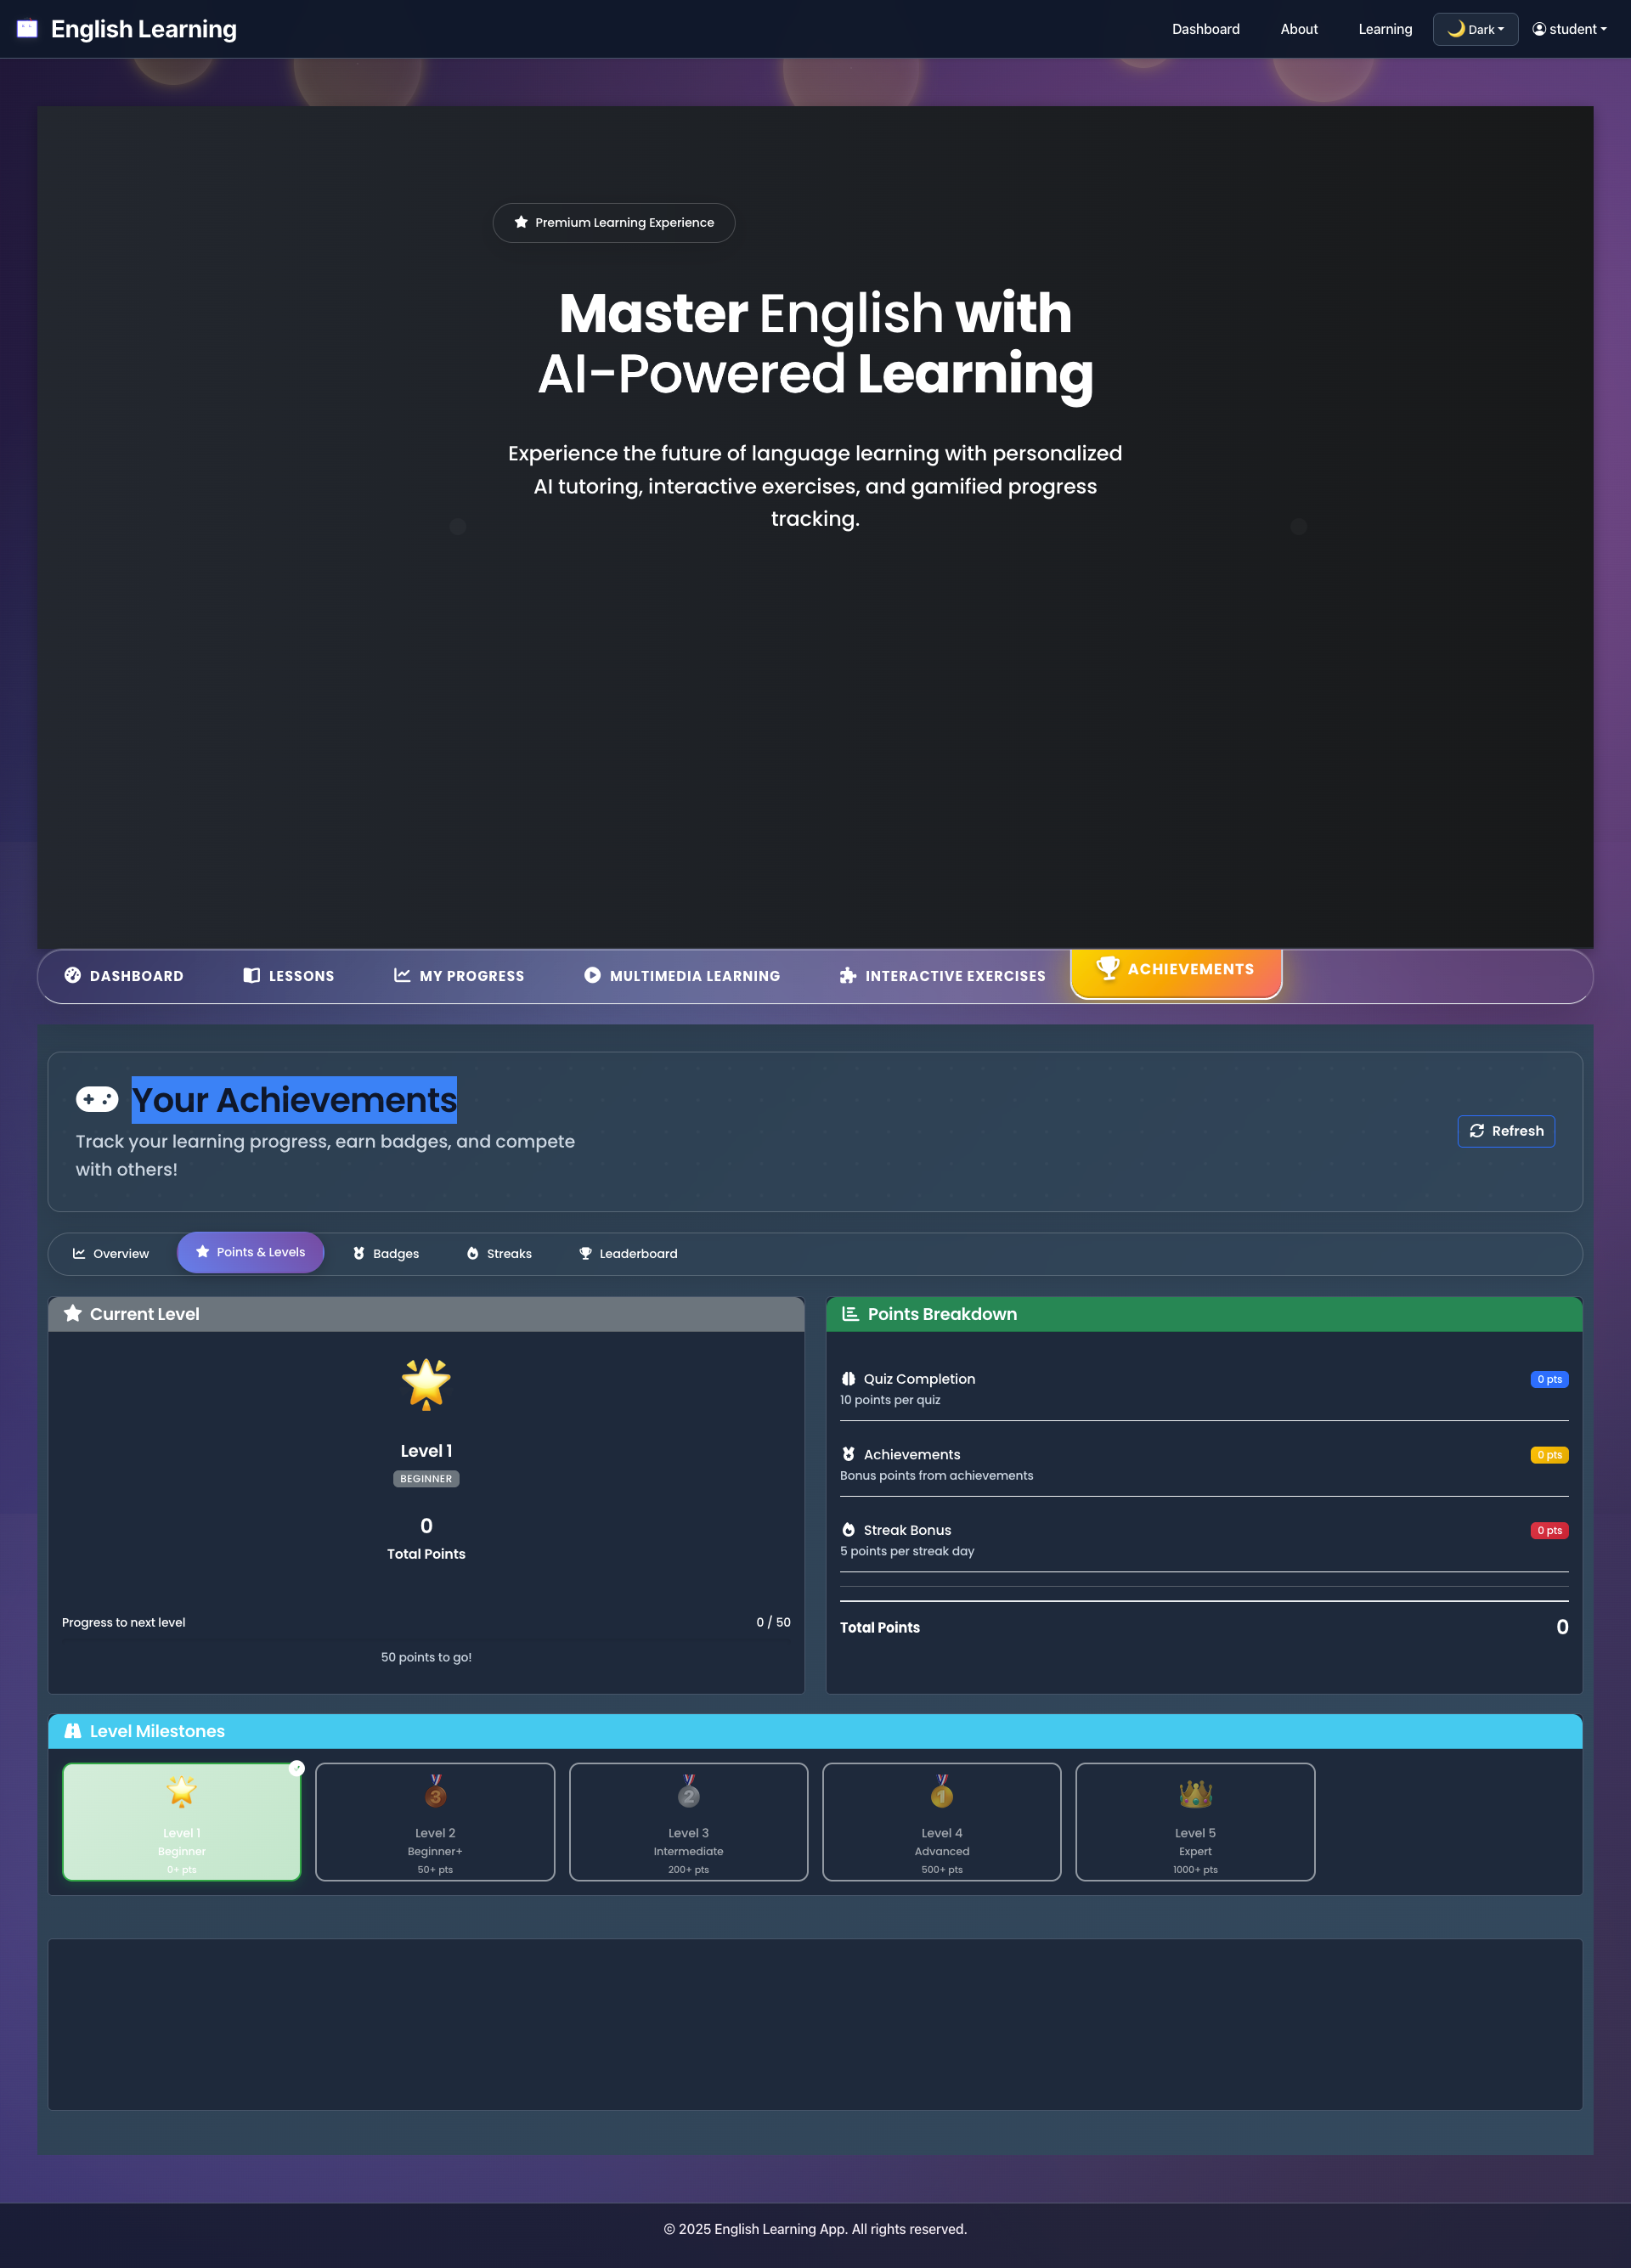 English Learning
Dashboard
About
Learning
Dark
student
Premium Learning Experience
Master English with
AI-Powered Learning
Experience the future of language learning with personalized
AI tutoring, interactive exercises, and gamified progress
tracking.
DASHBOARD
LESSONS
MY PROGRESS
MULTIMEDIA LEARNING
INTERACTIVE EXERCISES
ACHIEVEMENTS
Your Achievements
Track your learning progress, earn badges, and compete
with others!
Refresh
Overview
Points & Levels
Badges
Streaks
Leaderboard
Current Level
Level 1
BEGINNER
0
Total Points
Progress to next level
0 / 50
50 points to go!
Points Breakdown
Quiz Completion
0 pts
10 points per quiz
Achievements
0 pts
Bonus points from achievements
Streak Bonus
0 pts
5 points per streak day
Total Points
0
Level Milestones
Level 1
Beginner
0+ pts
3
Level 2
Beginner+
50+ pts
2
Level 3
Intermediate
200+ pts
1
Level 4
Advanced
500+ pts
Level 5
Expert
1000+ pts
© 2025 English Learning App. All rights reserved.